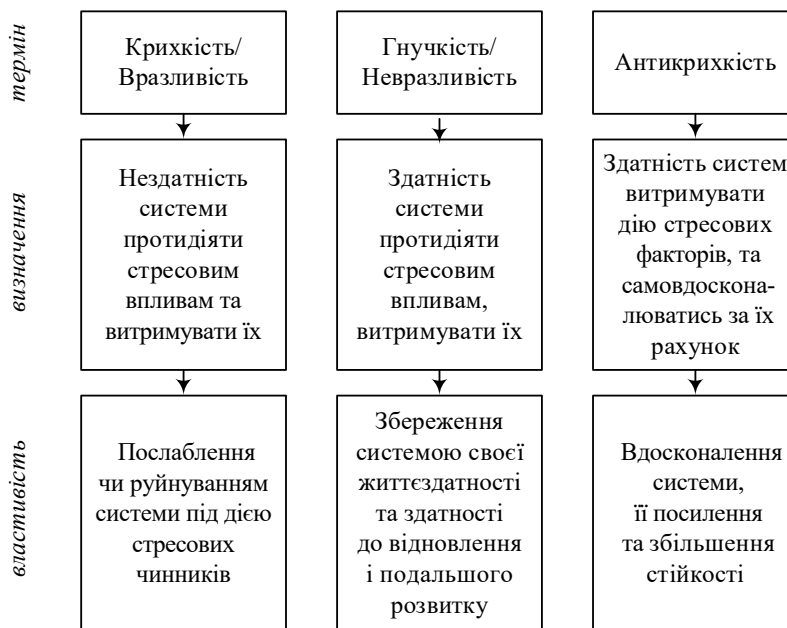 термін
Крихкість/
Вразливість
Гнучкість/
Невразливість
Антикрихкість
визначення
Нездатність
системи
протидіяти
стресовим
впливам та
витримувати їх
Здатність
системи
протидіяти
стресовим
впливам,
витримувати їх
Здатність систем
витримувати
дію стресових
факторів, та
самовдоскона-
люватись за їх
рахунок
властивість
Послаблення
чи руйнуванням
системи під дією
стресових
чинників
Збереження
системою своєї
життєздатності
та здатності
до відновлення
і подальшого
розвитку
Вдосконалення
системи,
її посилення
та збільшення
стійкості